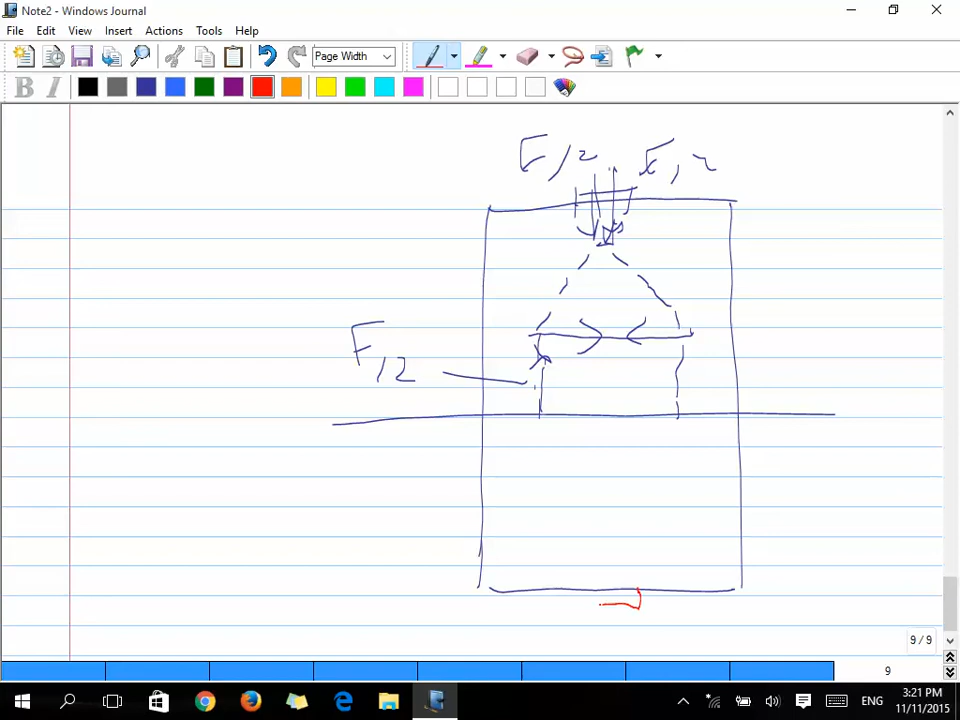 Note2 - Windows Journal
File Edit View Insert Actions Tools Help
Page Width
B I
F/2 F/2
F/2
9 / 9
9
ENG
3:21 PM
11/11/2015